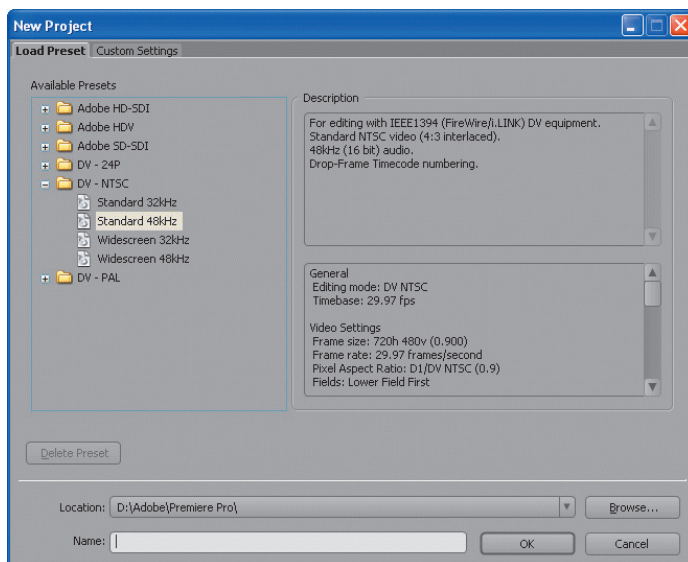 New Project
Load Preset Custom Settings
Available Presets
Adobe HD-SDI
Adobe HDV
Adobe SD-SDI
DV - 24P
DV - NTSC
Standard 32kHz
Standard 48kHz
Widescreen 32kHz
Widescreen 48kHz
DV - PAL
Description
For editing with IEEE1394 (FireWire/i.LINK) DV equipment.
Standard NTSC video (4:3 interlaced).
48kHz (16 bit) audio.
Drop-Frame Timecode numbering.
General
Editing mode: DV NTSC
Timebase: 29.97 fps
Video Settings
Frame size: 720h 480v (0.900)
Frame rate: 29.97 frames/second
Pixel Aspect Ratio: D1/DV NTSC (0.9)
Fields: Lower Field First
Delete Preset
Location: D:\Adobe\Premiere Pro\ Browse...
Name: OK Cancel